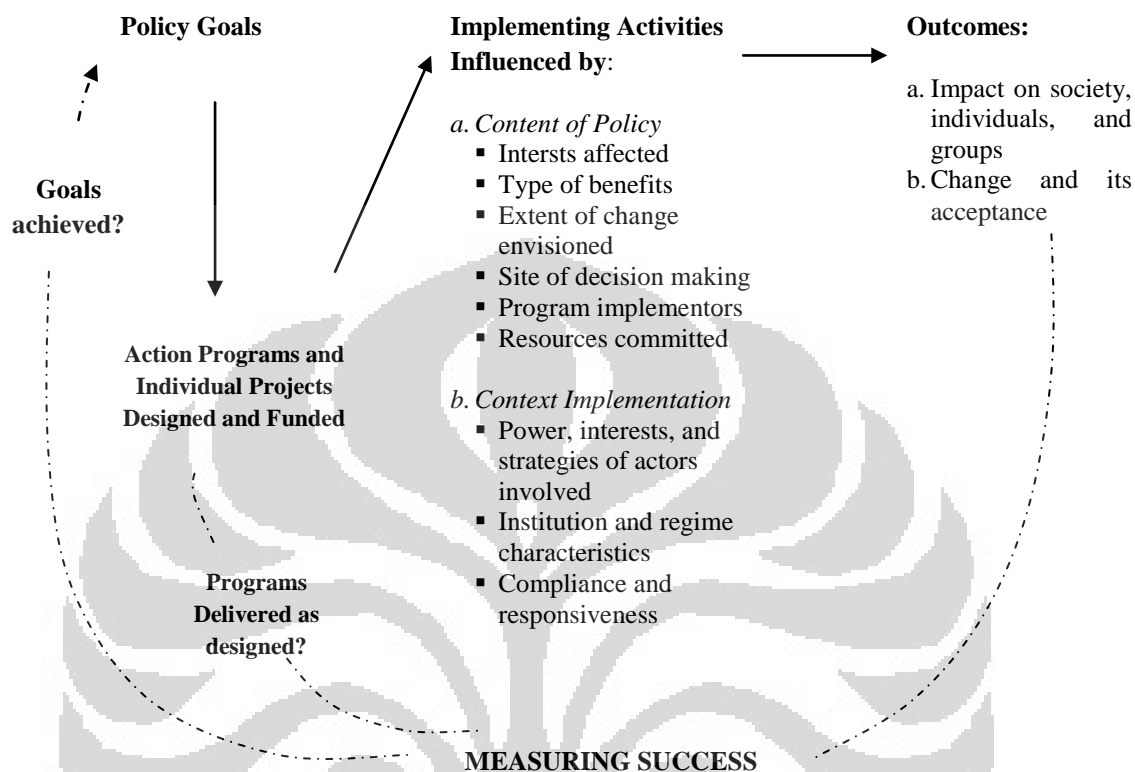 Policy Goals
Goals
achieved?
Action Programs and
Individual Projects
Designed and Funded
Programs
Delivered as
designed?
Implementing Activities
Influenced by:
a. Content of Policy
▪ Intersts affected
▪ Type of benefits
▪ Extent of change
envisioned
▪ Site of decision making
▪ Program implementors
▪ Resources committed
b. Context Implementation
▪ Power, interests, and
strategies of actors
involved
▪ Institution and regime
characteristics
▪ Compliance and
responsiveness
Outcomes:
a. Impact on society,
individuals, and
groups
b. Change and its
acceptance
MEASURING SUCCESS